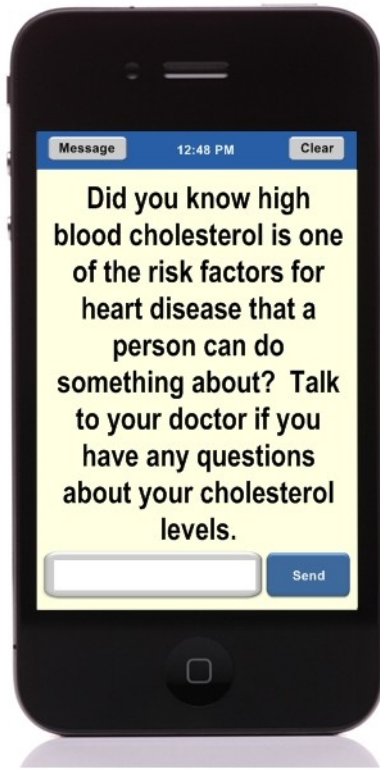 Message
12:48 PM
Clear
Did you know high
blood cholesterol is one
of the risk factors for
heart disease that a
person can do
something about?  Talk
to your doctor if you
have any questions
about your cholesterol
levels.
Send